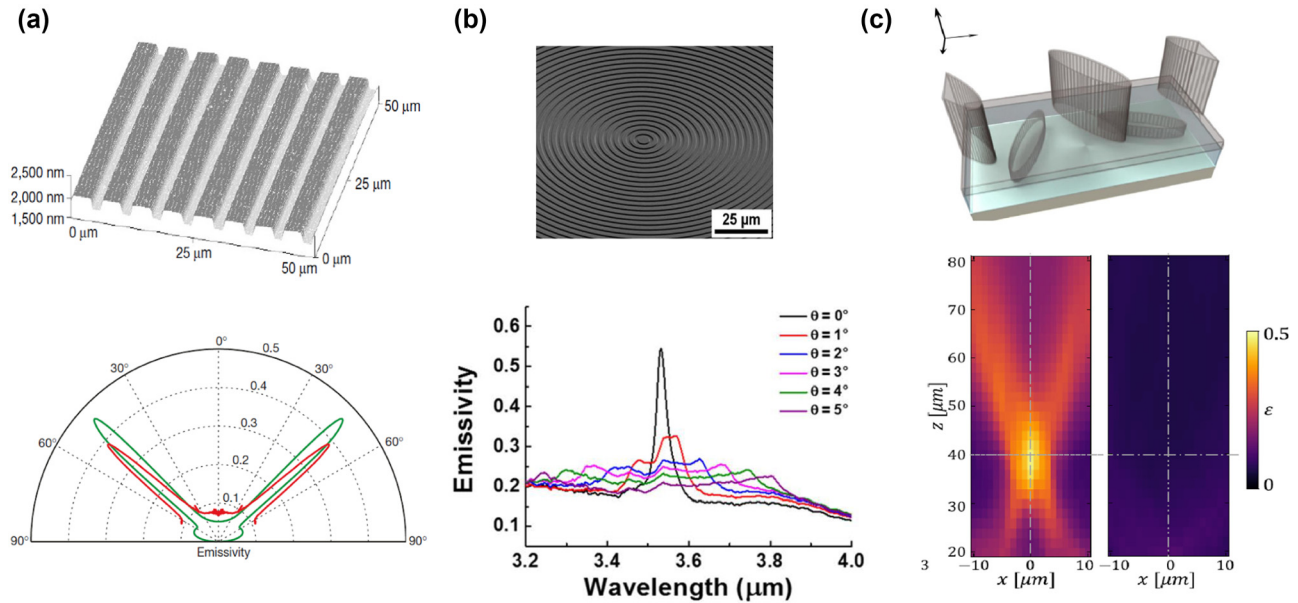 (a)
2,500 nm
2,000 nm
1,500 nm
0 μm
25 μm
50 μm
0 μm
25 μm
50 μm
0°
30°
30°
60°
60°
90°
90°
0.5
0.4
0.3
0.2
0.1
Emissivity
(b)
25 μm
Emissivity
0.6
0.5
0.4
0.3
0.2
0.1
3.2
3.4
3.6
3.8
4.0
Wavelength (μm)
θ = 0°
θ = 1°
θ = 2°
θ = 3°
θ = 4°
θ = 5°
(c)
z [μm]
80
70
60
50
40
30
20
3
−10
0
10
x [μm]
−10
0
10
x [μm]
0.5
ε
0